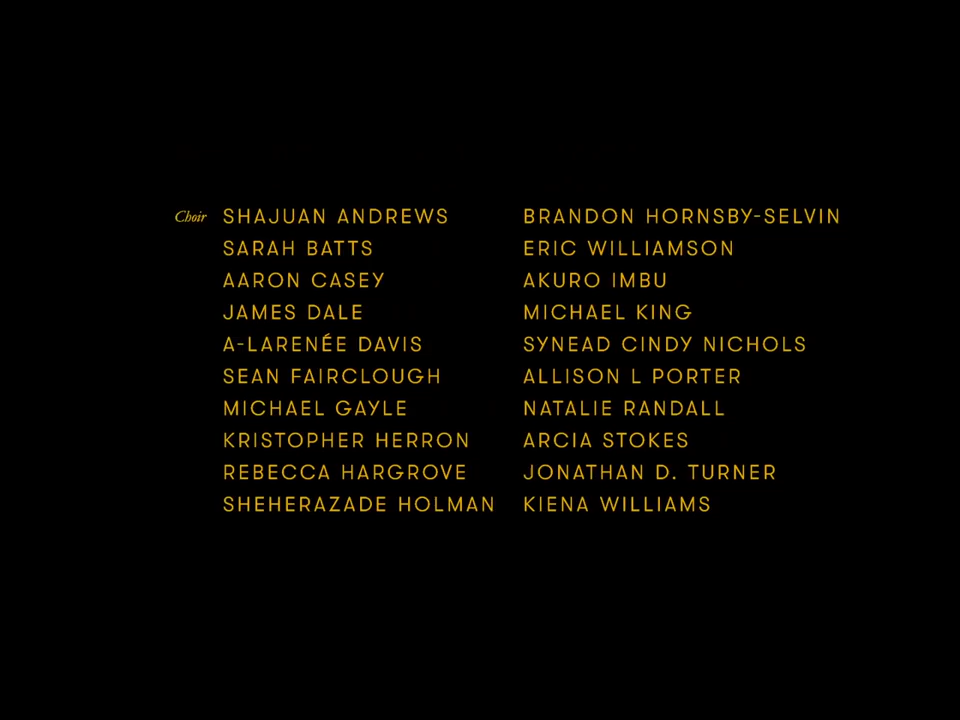 Choir SHAJUAN ANDREWS
SARAH BATTS
AARON CASEY
JAMES DALE
A-LARENÉE DAVIS
SEAN FAIRCLOUGH
MICHAEL GAYLE
KRISTOPHER HERRON
REBECCA HARGROVE
SHEHERAZADE HOLMAN
BRANDON HORNSBY-SELVIN
ERIC WILLIAMSON
AKURO IMBU
MICHAEL KING
SYNEAD CINDY NICHOLS
ALLISON L PORTER
NATALIE RANDALL
ARCIA STOKES
JONATHAN D. TURNER
KIENA WILLIAMS